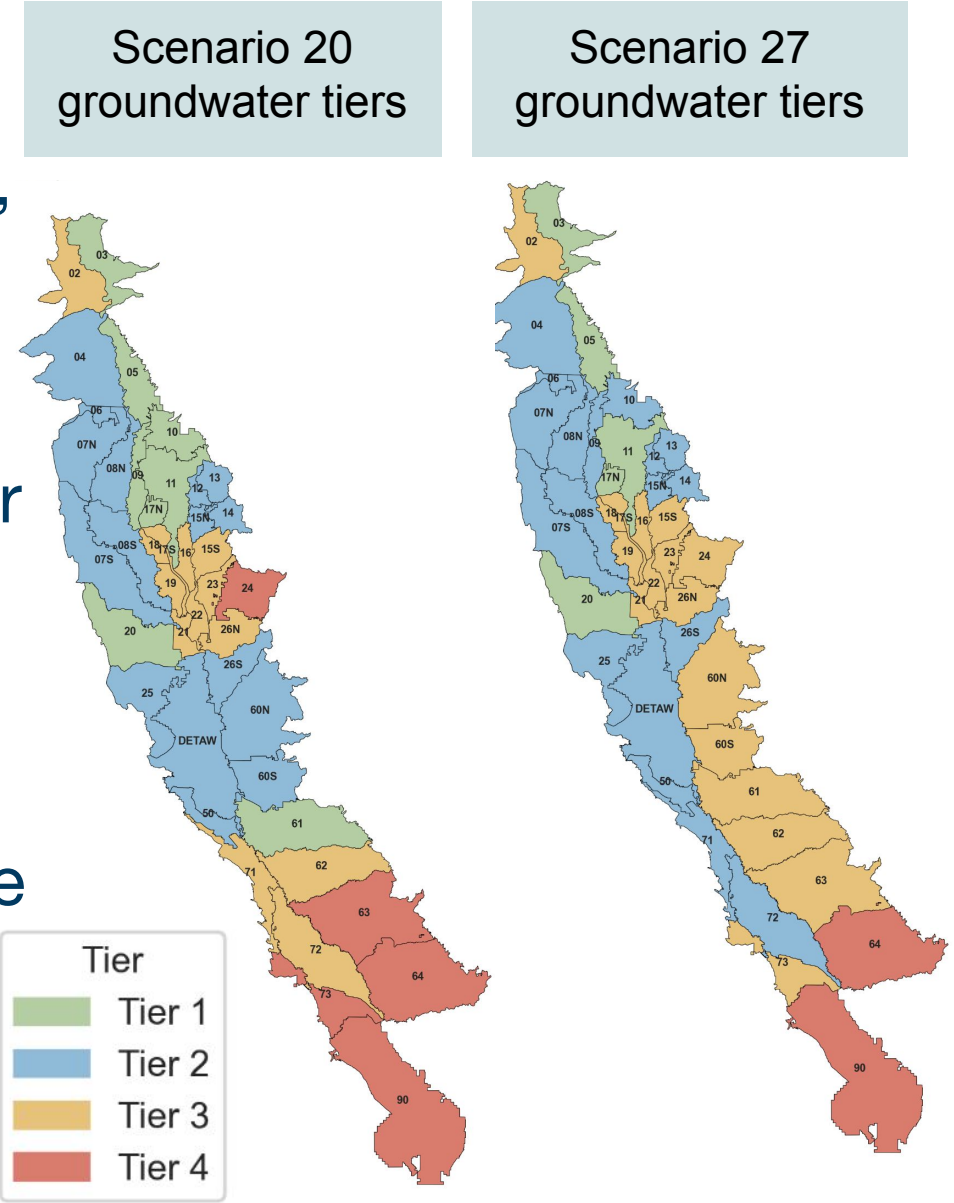 Scenario 20
groundwater tiers
Scenario 27
groundwater tiers
,
r
e
03
02
04
05
06
10
07N
08N
09
11
13
12
17N
15N
14
08S
18
17S
16
15S
07S
19
23
24
20
22
21
26N
26S
25
60N
DETAW
60S
50
61
62
71
63
72
64
73
90
03
02
04
05
06
10
07N
08N
09
11
13
12
17N
15N
14
08S
18
17S
16
15S
07S
19
23
24
20
22
21
26N
26S
25
60N
DETAW
60S
50
61
71
62
63
72
64
73
90
Tier
Tier 1
Tier 2
Tier 3
Tier 4